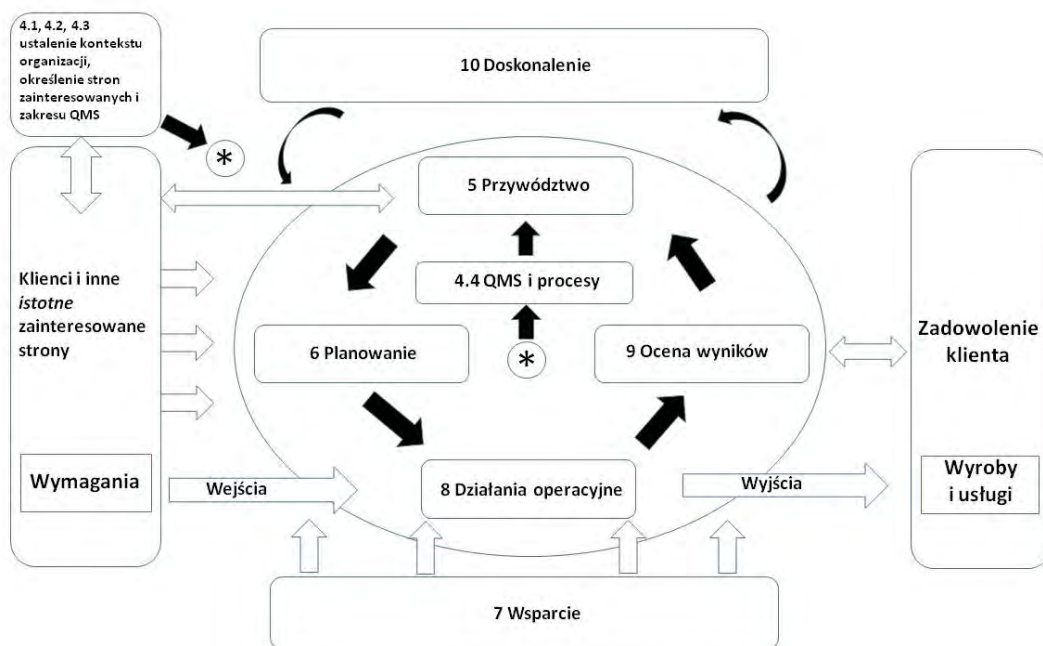 4.1, 4.2, 4.3
ustalenie kontekstu
organizacji,
określenie stron
zainteresowanych i
zakresu QMS
10 Doskonalenie
*
5 Przywództwo
Klienci i inne
istotne
zainteresowane
strony
4.4 QMS i procesy
6 Planowanie
*
9 Ocena wyników
Zadowolenie
klienta
Wymagania
Wejścia
8 Działania operacyjne
Wyjścia
Wyroby
i usługi
7 Wsparcie